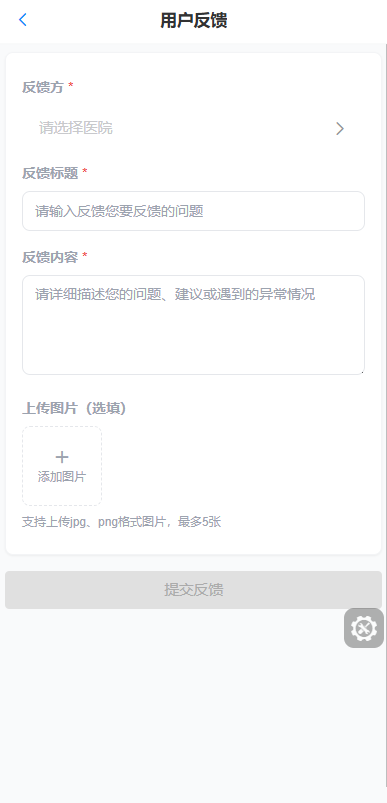 用户反馈
反馈方 *
请选择医院
反馈标题 *
请输入反馈您要反馈的问题
反馈内容 *
请详细描述您的问题、建议或遇到的异常情况
上传图片（选填）
+
添加图片
支持上传jpg、png格式图片，最多5张
提交反馈